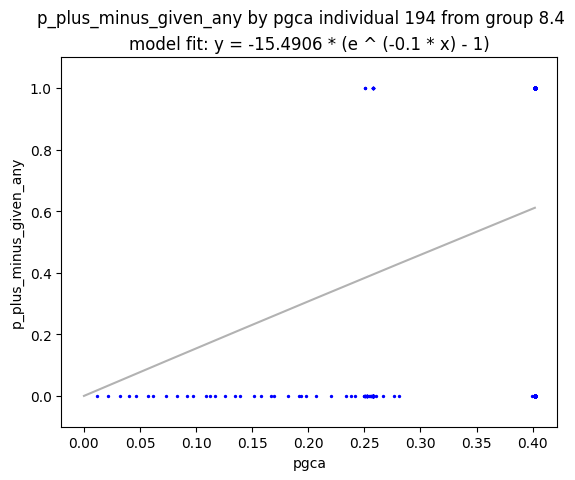 p_plus_minus_given_any by pgca individual 194 from group 8.4
model fit: y = -15.4906 * (e ^ (-0.1 * x) - 1)
1.0
0.8
0.6
0.4
0.2
0.0
p_plus_minus_given_any
0.00 0.05 0.10 0.15 0.20 0.25 0.30 0.35 0.40
pgca